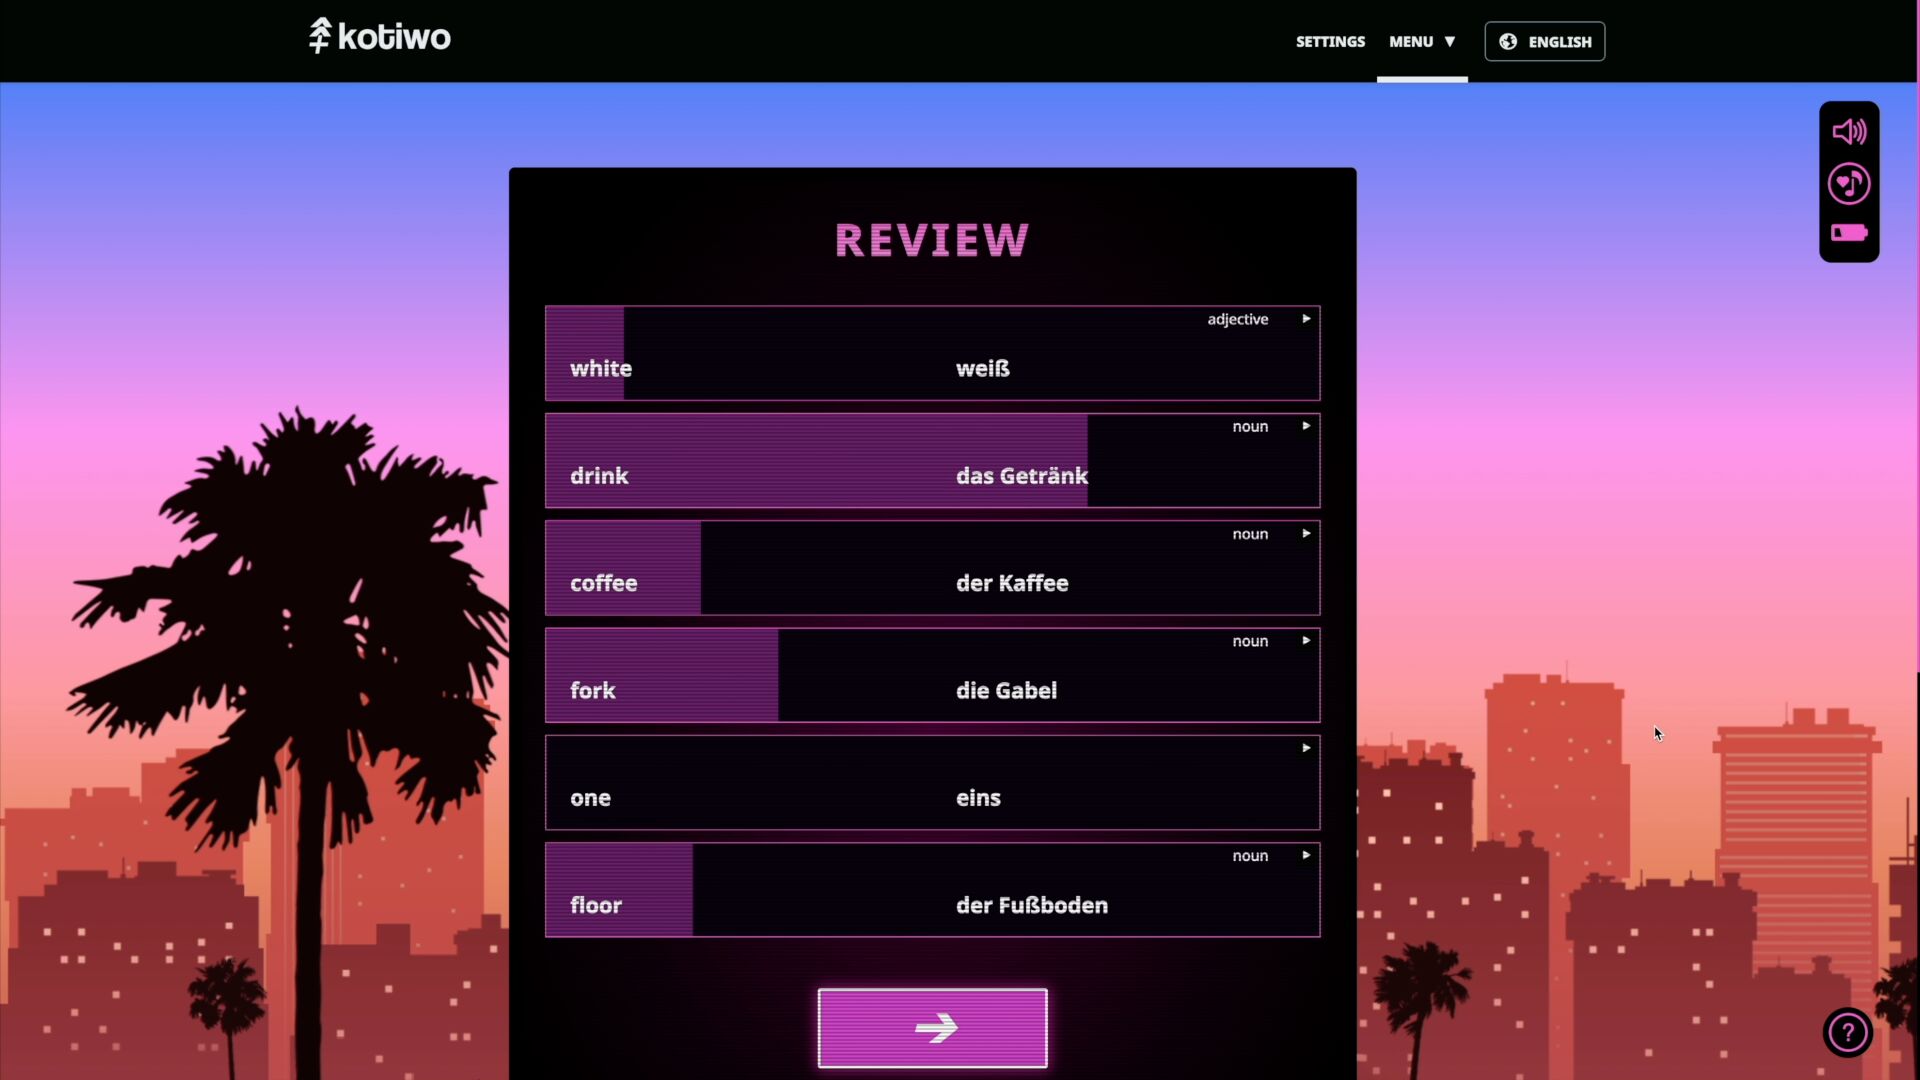 kotiwo
SETTINGS MENU ▼ ENGLISH
REVIEW
adjective
white weiß
noun
drink das Getränk
noun
coffee der Kaffee
noun
fork die Gabel
one eins
noun
floor der Fußboden
?